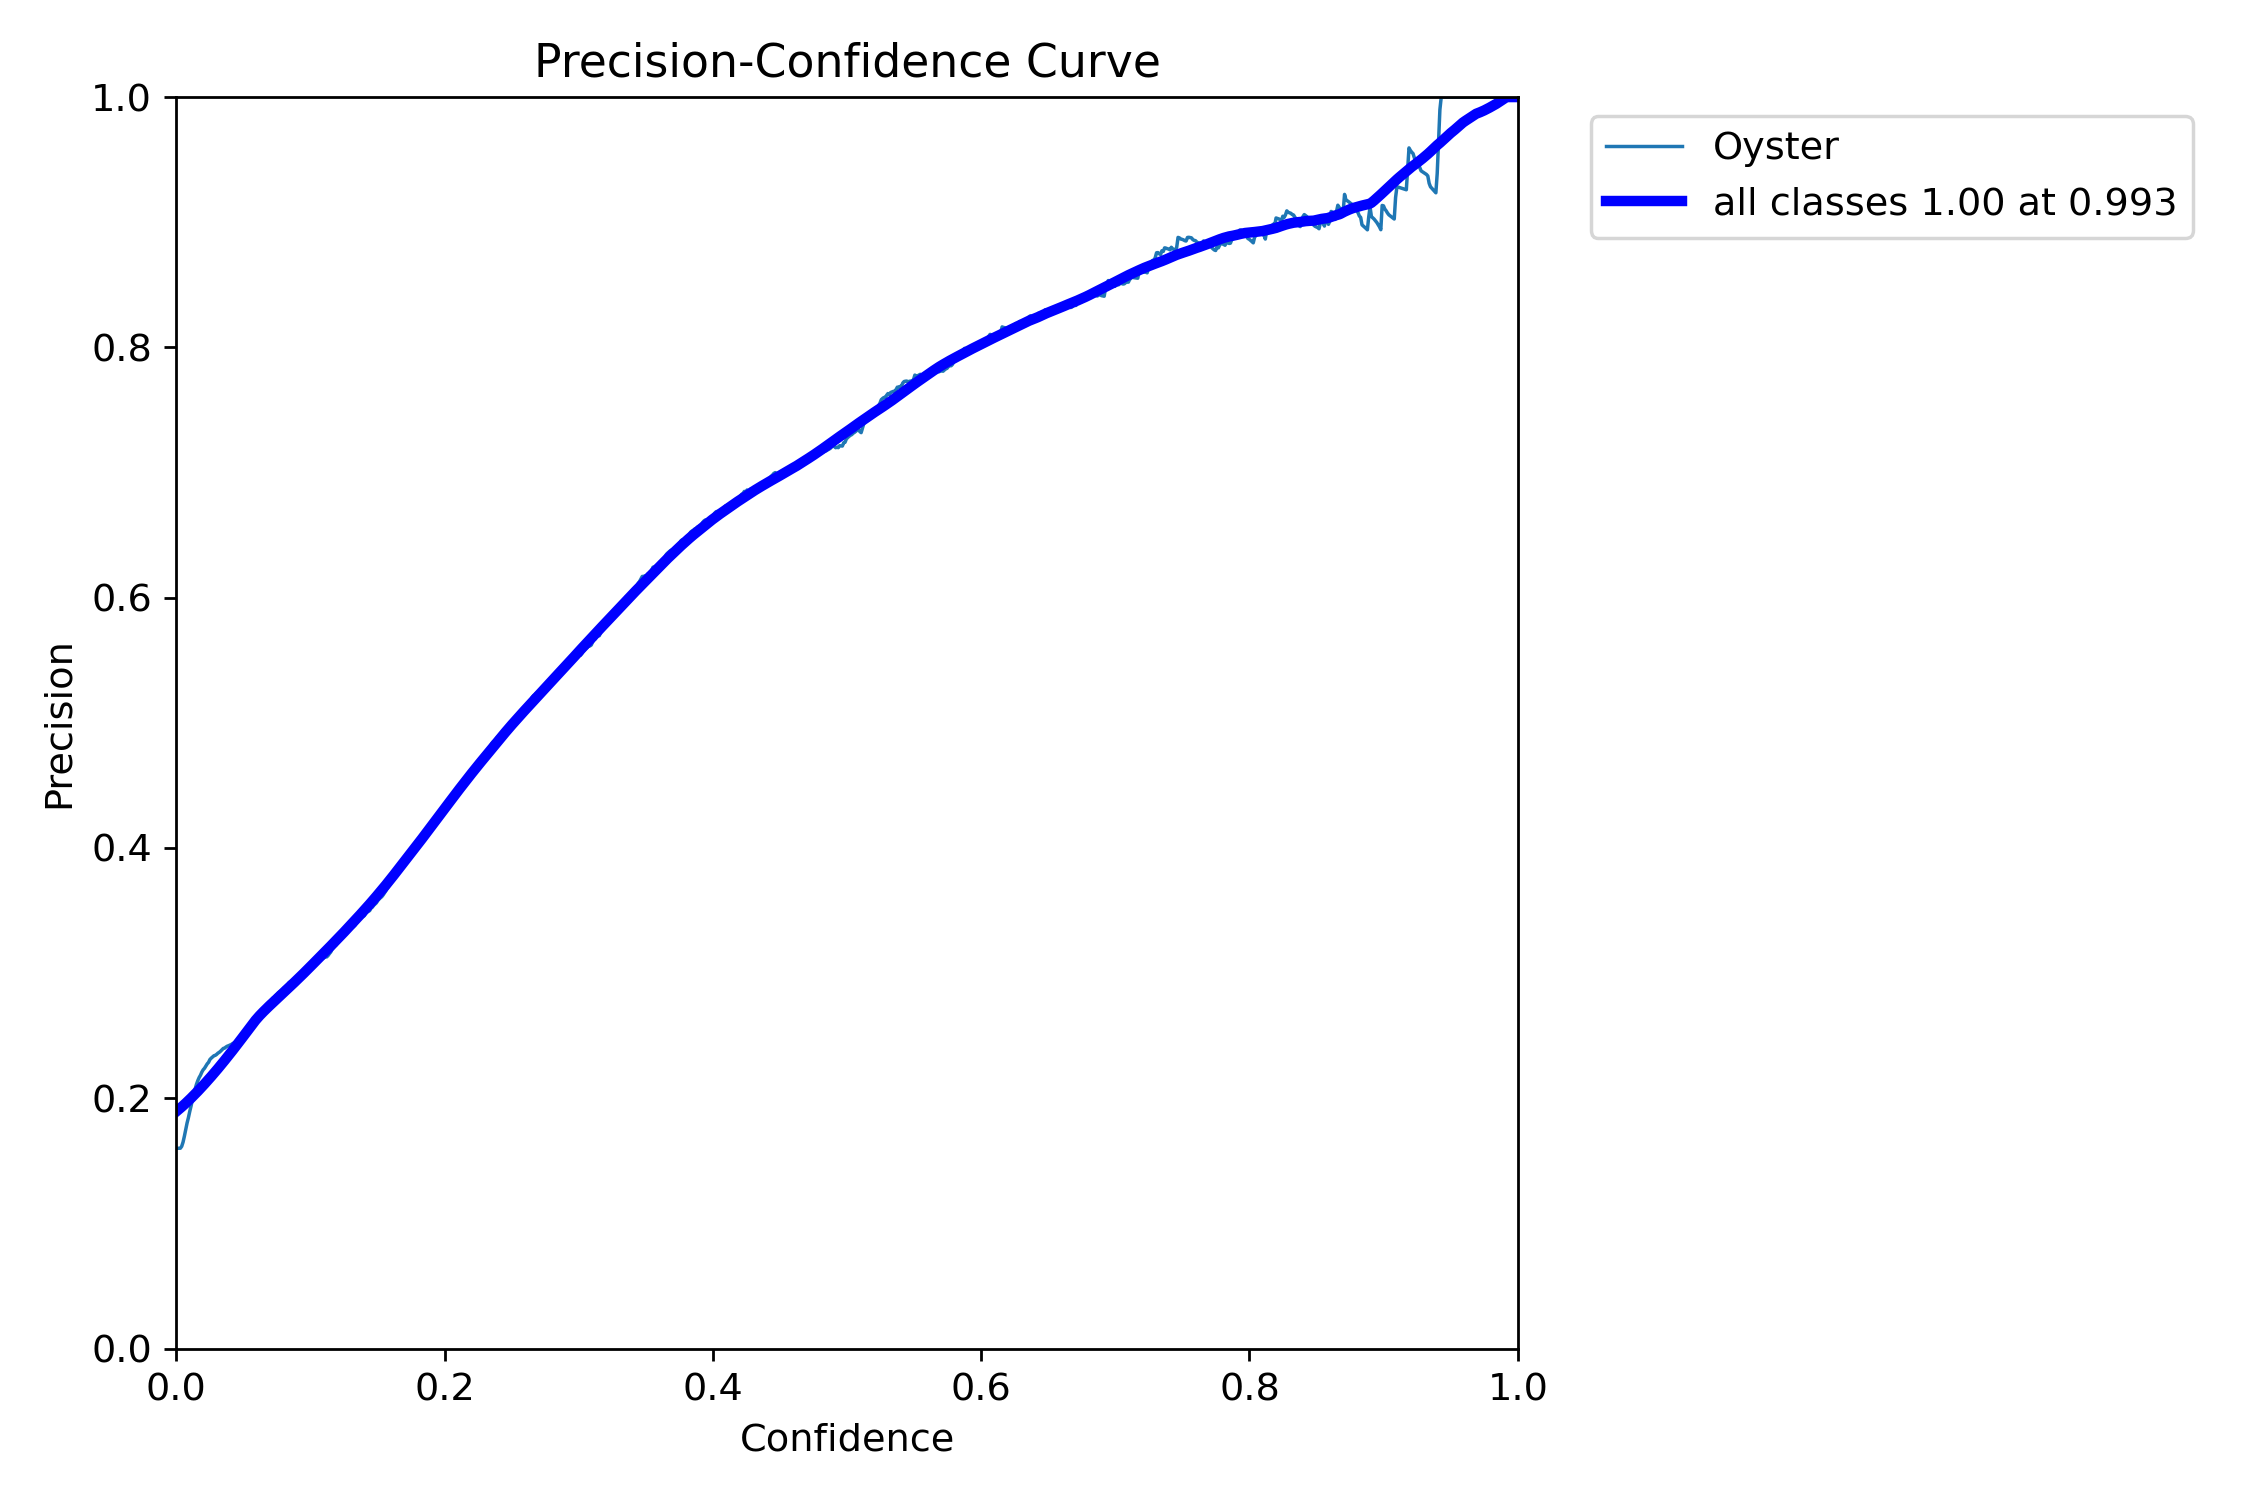 Precision-Confidence Curve
1.0
0.8
0.6
0.4
0.2
0.0
Precision
0.0 0.2 0.4 0.6 0.8 1.0
Confidence
Oyster
all classes 1.00 at 0.993